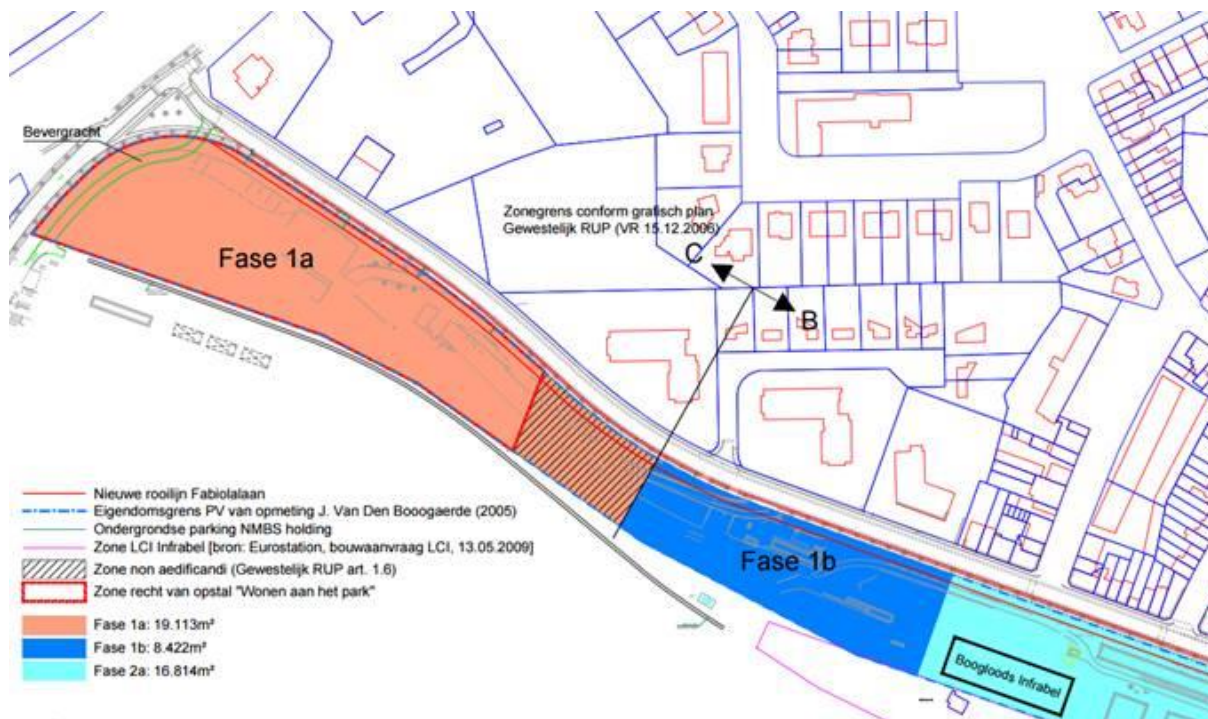 Bevergracht
Zonegrens conform grafisch plan
Gewestelijk RUP (VR 15.12.2006)
C
B
Fase 1a
Fase 1b
Boogloods Infrabel
Nieuwe rooilijn Fabiolalaan
Eigendomsgrens PV van opmeting J. Van Den Booogaerde (2005)
Ondergrondse parking NMBS holding
Zone LCI Infrabel [bron: Eurostation, bouwaanvraag LCI, 13.05.2009]
Zone non aedificandi (Gewestelijk RUP art. 1.6)
Zone recht van opstal "Wonen aan het park"
Fase 1a: 19.113m²
Fase 1b: 8.422m²
Fase 2a: 16.814m²